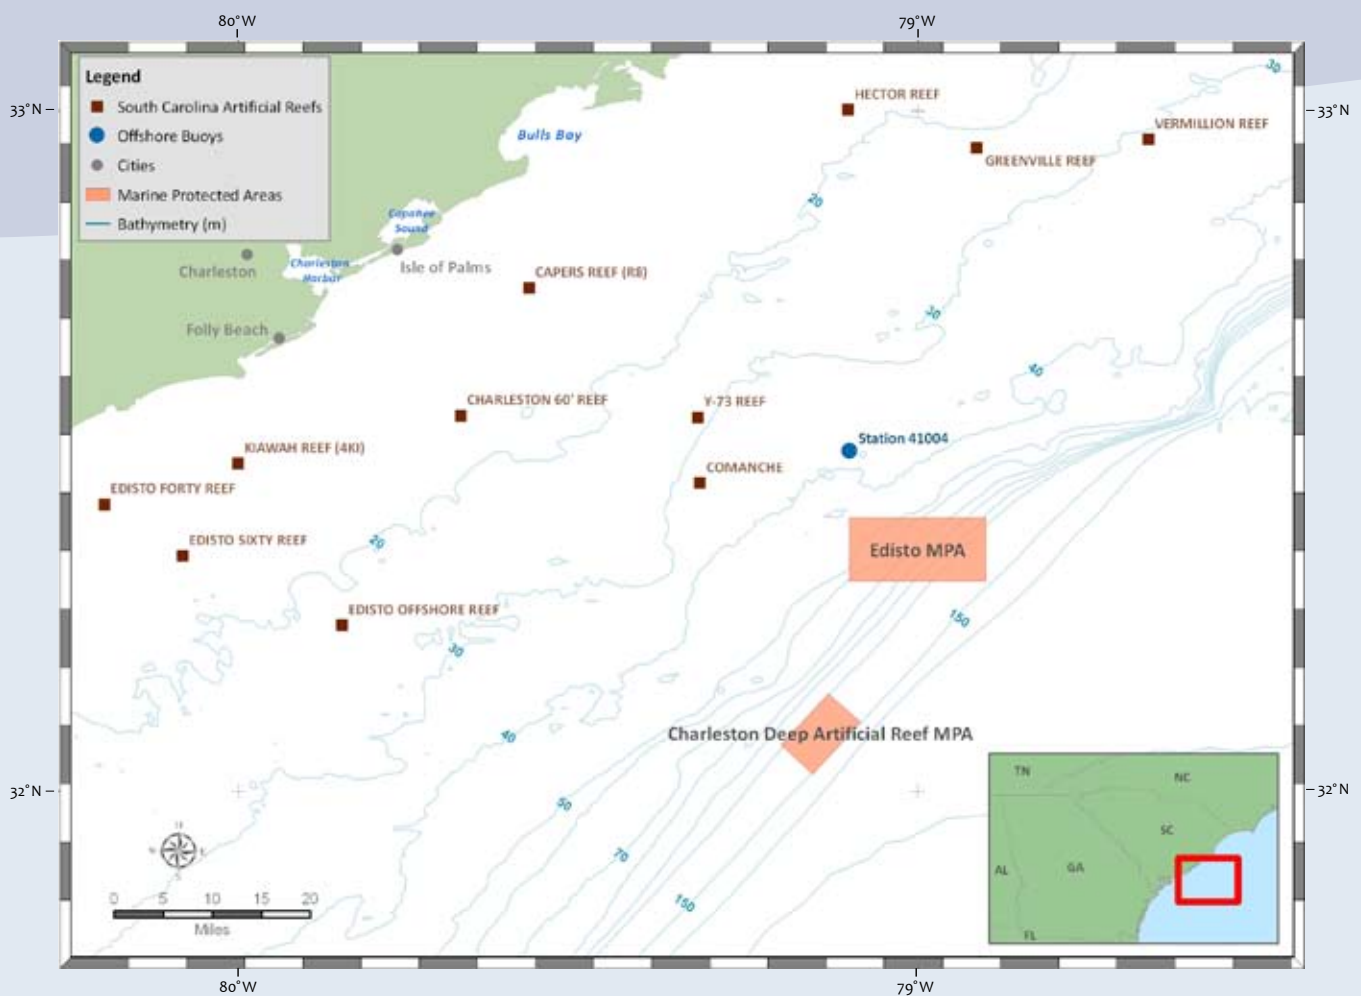 80°W 79°W
33°N
33°N
Legend
South Carolina Artificial Reefs
Offshore Buoys
Cities
Marine Protected Areas
Bathymetry (m)
30
HECTOR REEF
VERMILLION REEF
Bulls Bay
GREENVILLE REEF
20
Capahee
Sound
Charleston
Charleston
Harbor
Isle of Palms
CAPERS REEF (R8)
30
Folly Beach
40
CHARLESTON 60' REEF
Y-73 REEF
Station 41004
KIAWAH REEF (4KI)
COMANCHE
EDISTO FORTY REEF
EDISTO SIXTY REEF
20
Edisto MPA
EDISTO OFFSHORE REEF
150
30
Charleston Deep Artificial Reef MPA
40
TN
NC
32°N
32°N
50
SC
N
W
E
S
70
AL
GA
0 5 10 15 20
Miles
150
FL
80°W 79°W